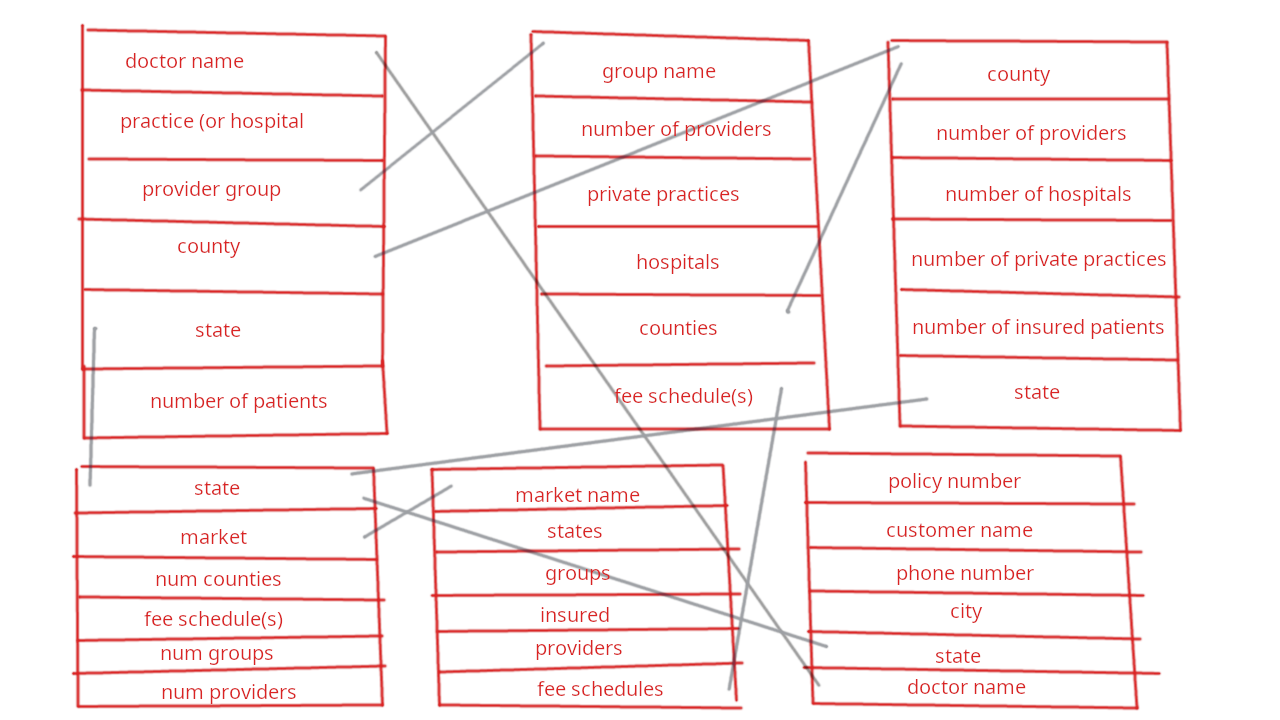 doctor name
practice (or hospital
provider group
county
state
number of patients
group name
number of providers
private practices
hospitals
counties
fee schedule(s)
county
number of providers
number of hospitals
number of private practices
number of insured patients
state
state
market
num counties
fee schedule(s)
num groups
num providers
market name
states
groups
insured
providers
fee schedules
policy number
customer name
phone number
city
state
doctor name